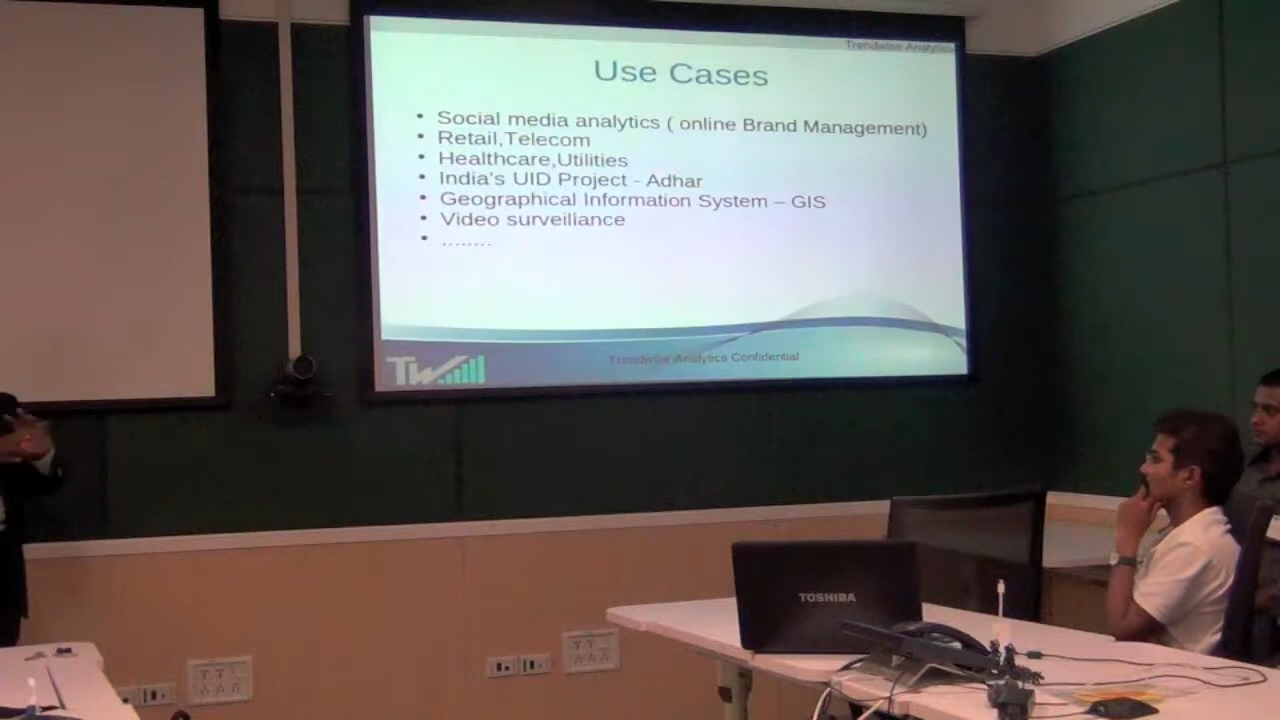 Trendwise Analytics
Use Cases
• Social media analytics ( online Brand Management)
• Retail,Telecom
• Healthcare,Utilities
• India's UID Project - Adhar
• Geographical Information System – GIS
• Video surveillance
• ........
Trendwise Analytics Confidential
TW
TOSHIBA